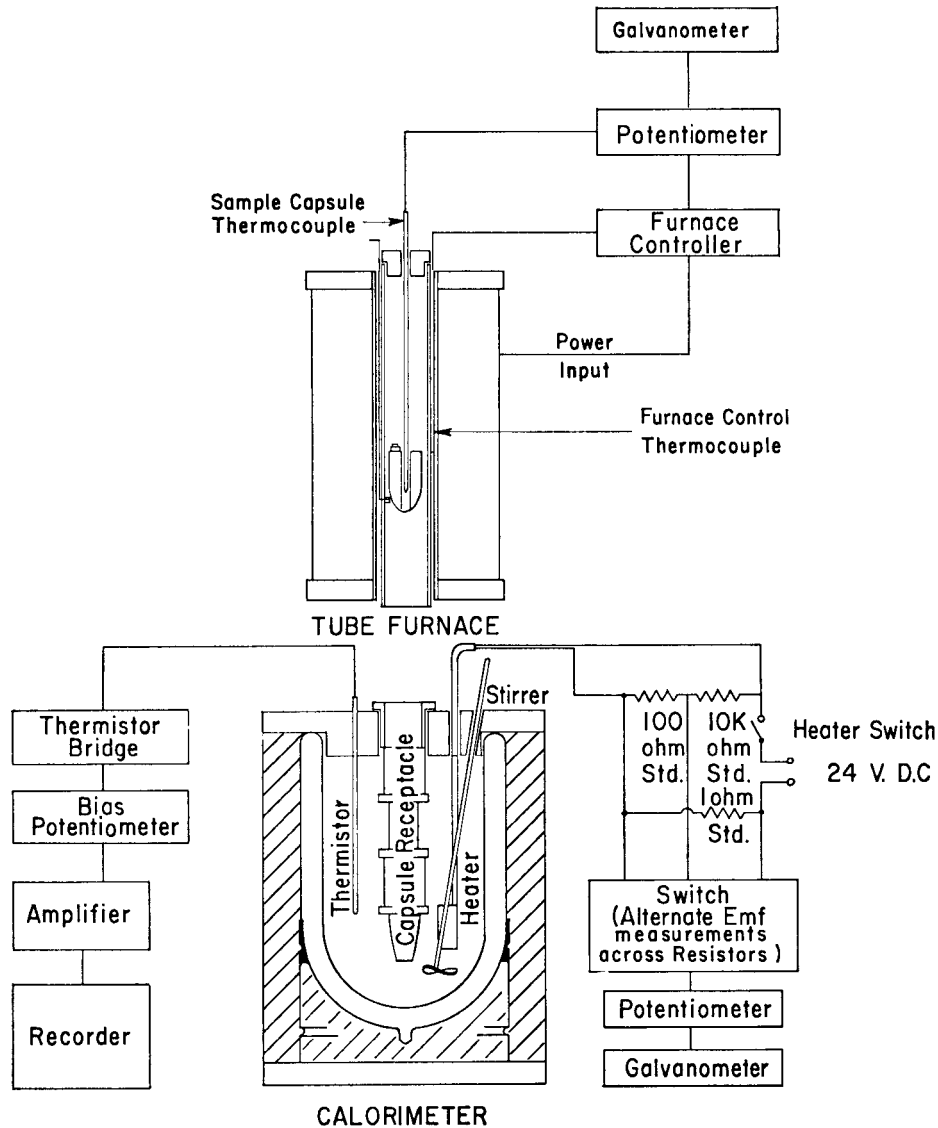 Galvanometer
Potentiometer
Sample Capsule
Thermocouple
Furnace
Controller
Power
Input
Furnace Control
Thermocouple
TUBE FURNACE
Thermistor
Bridge
Bias
Potentiometer
Amplifier
Recorder
Thermistor
Capsule Receptacle
Heater
Stirrer
100
ohm
Std.
10K
ohm
Std.
1ohm
Std.
Heater Switch
24 V. D.C
Switch
(Alternate Emf
measurements
across Resistors)
Potentiometer
Galvanometer
CALORIMETER